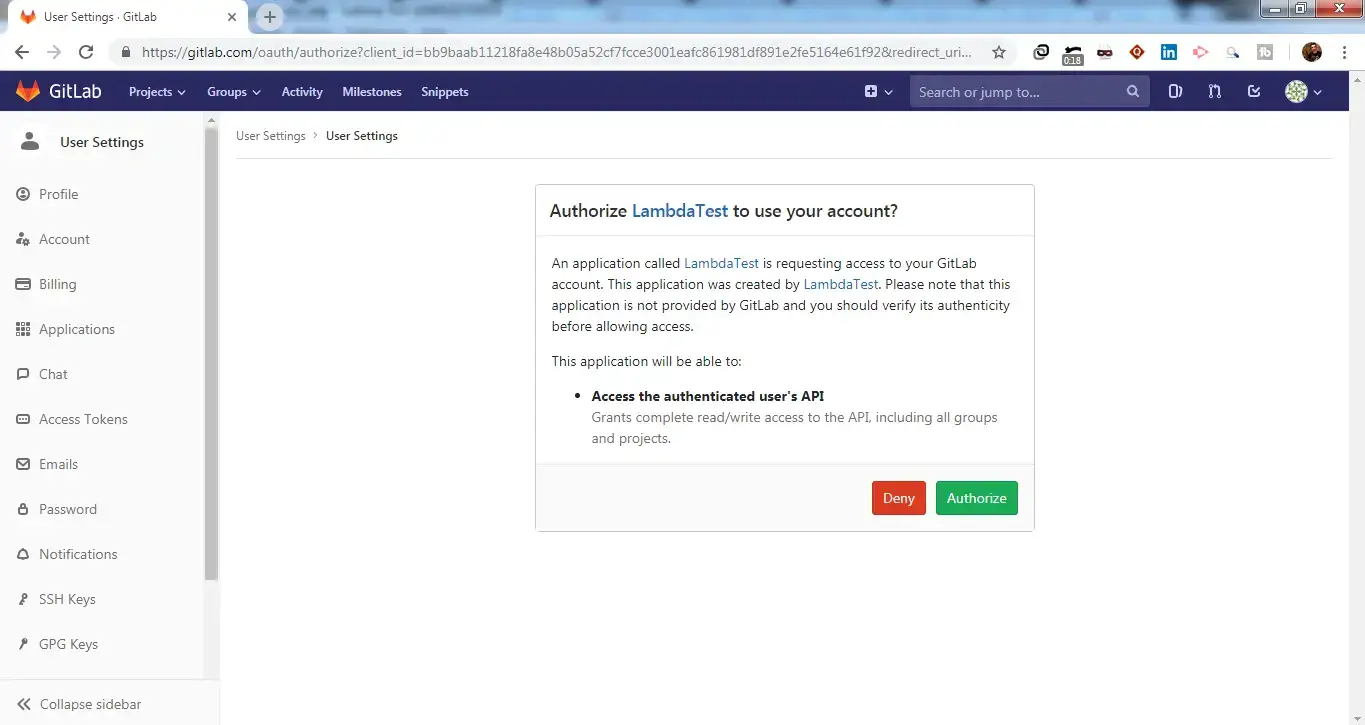 User Settings · GitLab
https://gitlab.com/oauth/authorize?client_id=bb9baab11218fa8e48b05a52cf7fcce3001eafc861981df891e2fe5164e61f92&redirect_uri...
0:18
GitLab
Projects
Groups
Activity
Milestones
Snippets
Search or jump to...
User Settings
User Settings › User Settings
Profile
Account
Billing
Applications
Chat
Access Tokens
Emails
Password
Notifications
SSH Keys
GPG Keys
Collapse sidebar
Authorize LambdaTest to use your account?
An application called LambdaTest is requesting access to your GitLab
account. This application was created by LambdaTest. Please note that this
application is not provided by GitLab and you should verify its authenticity
before allowing access.
This application will be able to:
• Access the authenticated user's API
Grants complete read/write access to the API, including all groups
and projects.
Deny
Authorize